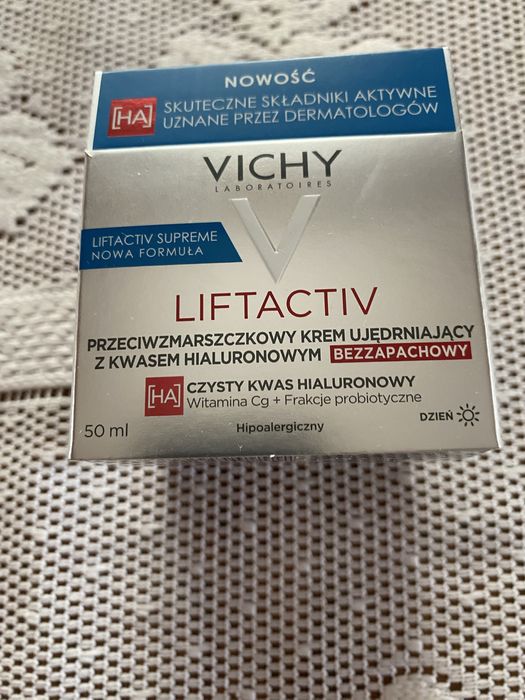 NOWOŚĆ
[HA] SKUTECZNE SKŁADNIKI AKTYWNE
UZNANE PRZEZ DERMATOLOGÓW
VICHY
LABORATOIRES
LIFTACTIV SUPREME
NOWA FORMUŁA
LIFTACTIV
PRZECIWZMARSZCZKOWY KREM UJĘDRNIAJĄCY
Z KWASEM HIALURONOWYM BEZZAPACHOWY
[HA] CZYSTY KWAS HIALURONOWY
Witamina Cg + Frakcje probiotyczne
50 ml
Hipoalergiczny
DZIEŃ